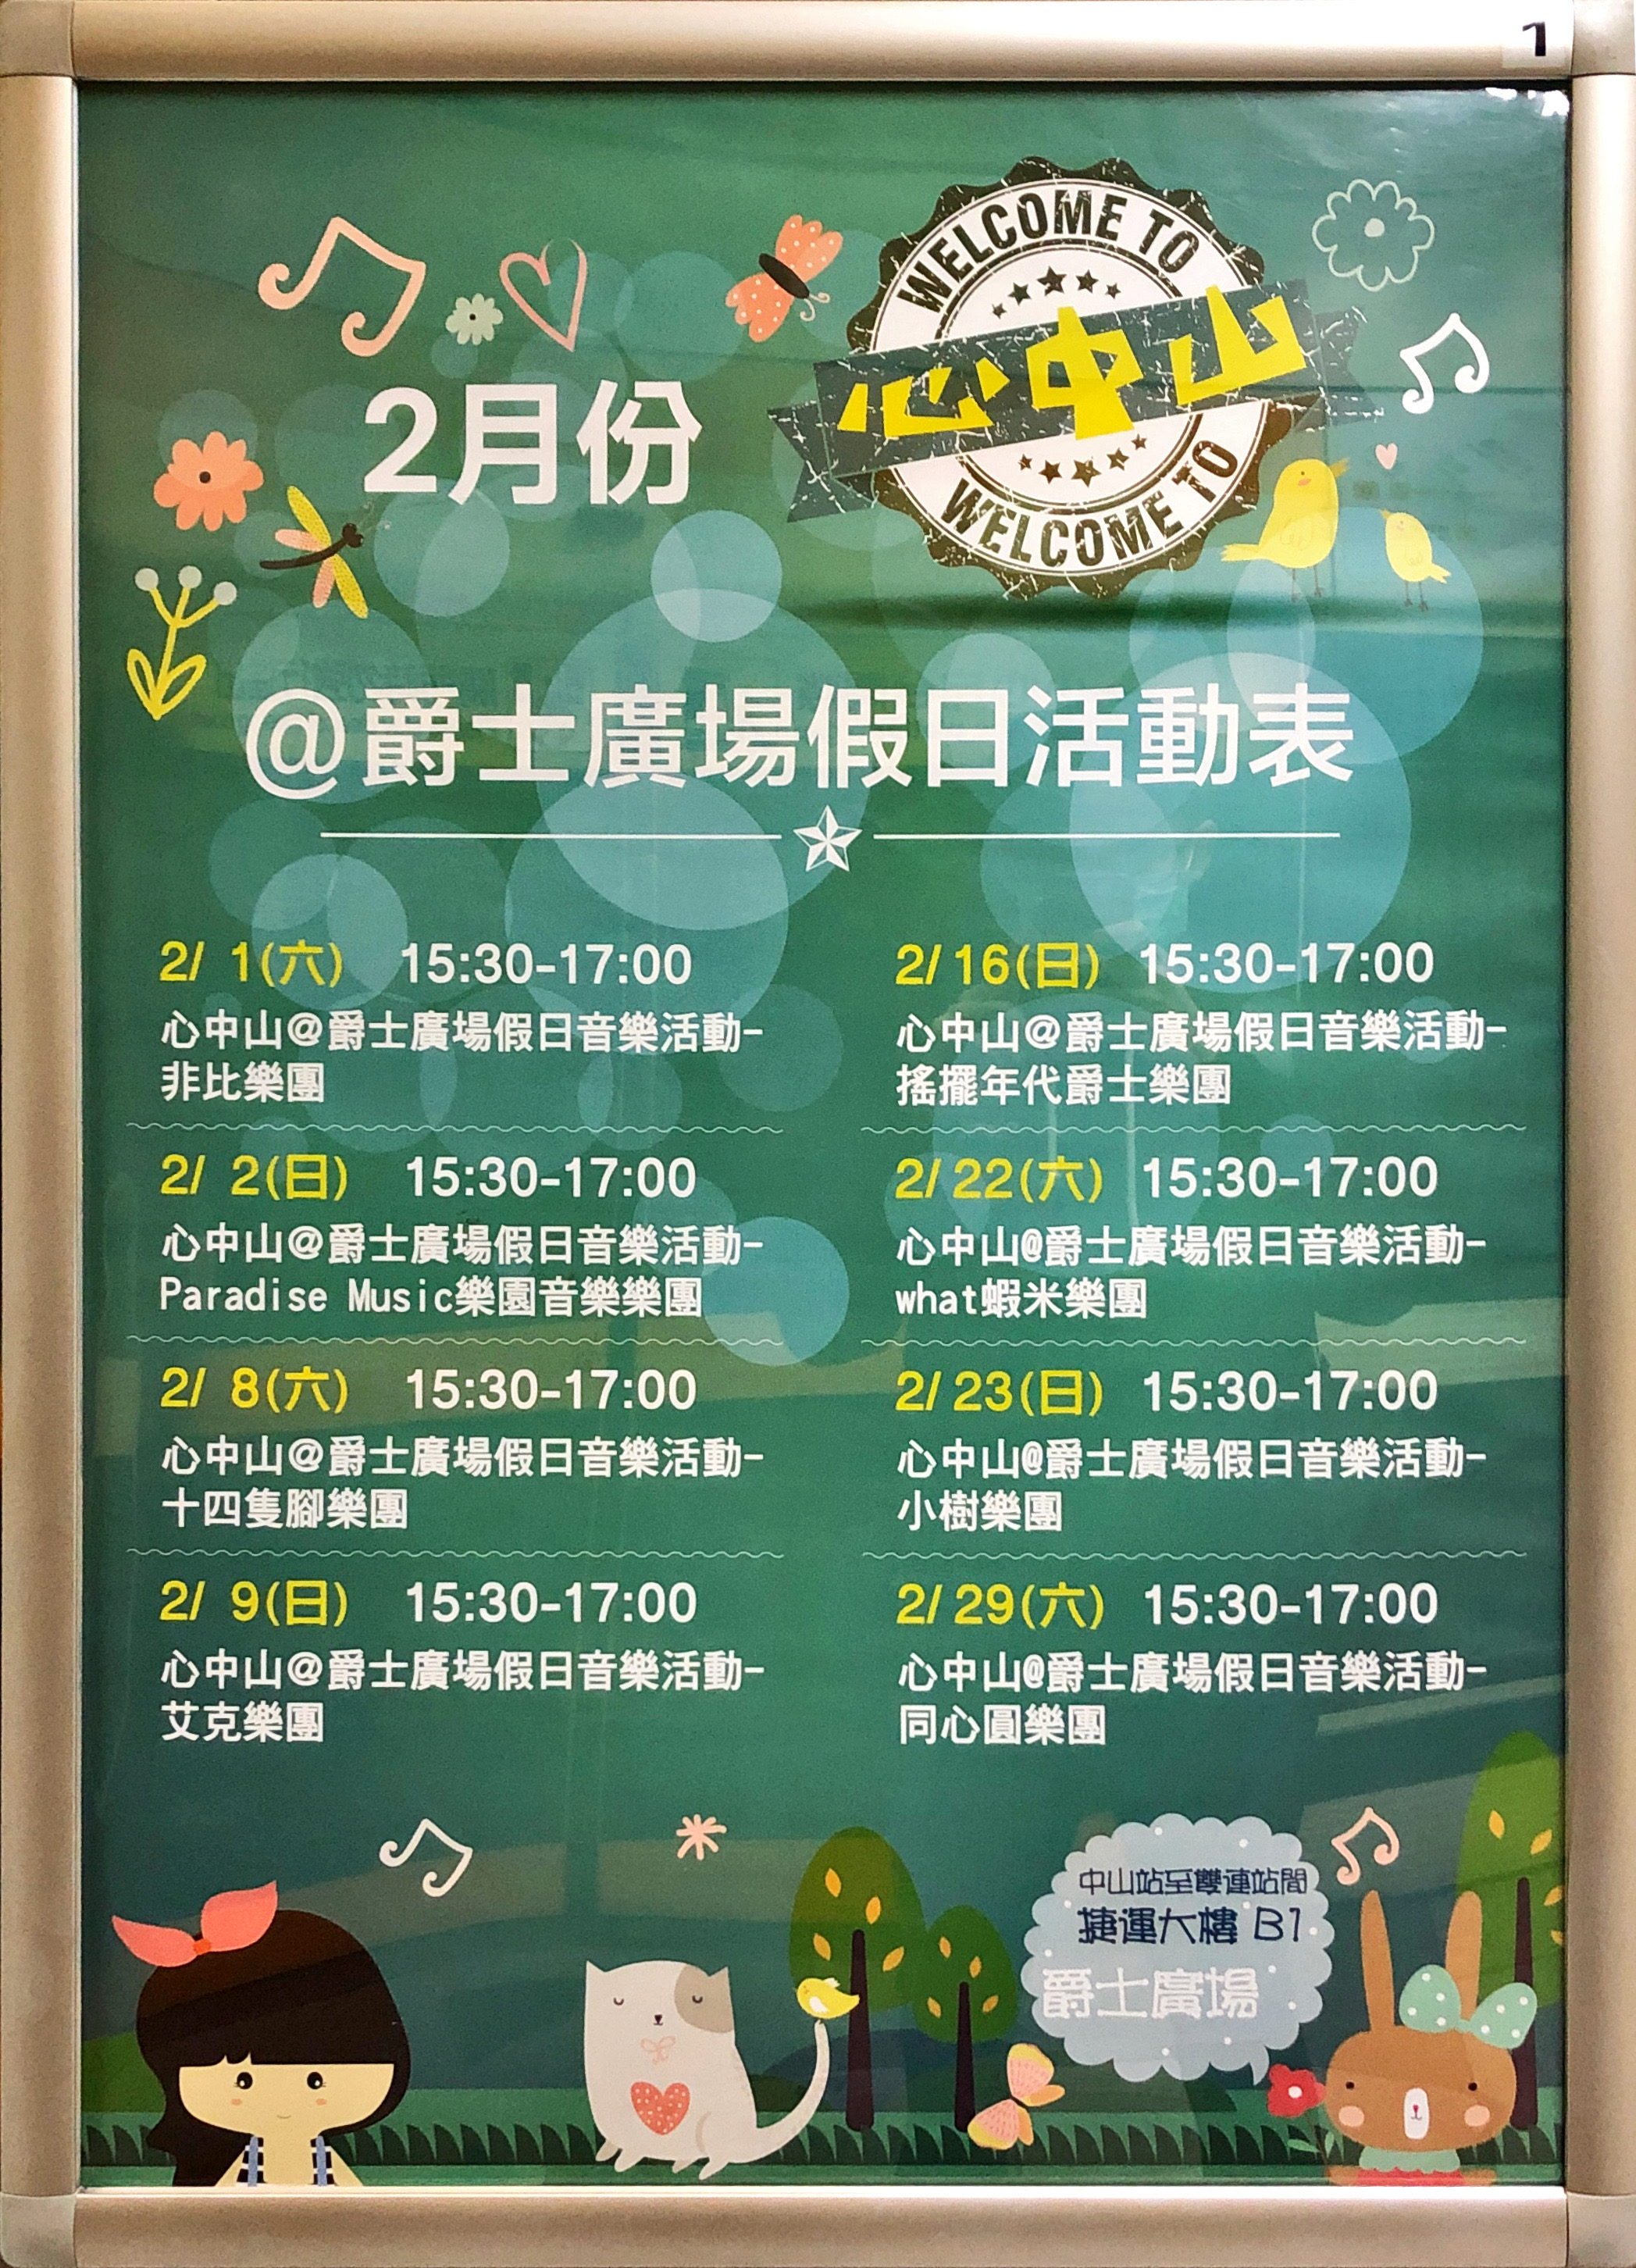 1
WELCOME TO
心中山
WELCOME TO
2月份
@爵士廣場假日活動表
2/ 1(六) 15:30-17:00
心中山@爵士廣場假日音樂活動-
非比樂團
2/ 2(日) 15:30-17:00
心中山@爵士廣場假日音樂活動-
Paradise Music樂園音樂樂團
2/ 8(六) 15:30-17:00
心中山@爵士廣場假日音樂活動-
十四隻腳樂團
2/ 9(日) 15:30-17:00
心中山@爵士廣場假日音樂活動-
艾克樂團
2/16(日) 15:30-17:00
心中山@爵士廣場假日音樂活動-
搖擺年代爵士樂團
2/22(六) 15:30-17:00
心中山@爵士廣場假日音樂活動-
what蝦米樂團
2/23(日) 15:30-17:00
心中山@爵士廣場假日音樂活動-
小樹樂團
2/29(六) 15:30-17:00
心中山@爵士廣場假日音樂活動-
同心圓樂團
中山站至雙連站間
捷運大樓 B1
爵士廣場